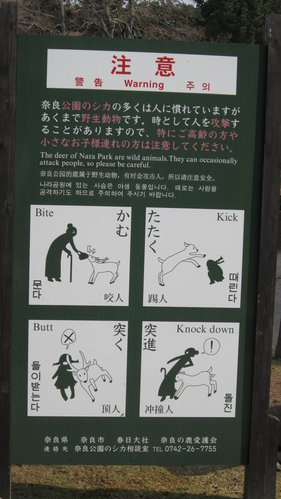 注意
警告 Warning 주의
奈良公園のシカの多くは人に慣れていますが
あくまで野生動物です。時として人を攻撃す
ることがありますので、特にご高齢の方や
小さなお子様連れの方は注意してください。
The deer of Nara Park are wild animals.They can occasionally
attack people, so please be careful.
奈良公园的鹿属于野生动物，有时会攻击人，所以请注意安全。
나라공원에 있는 사슴은 야생 동물입니다. 때로는 사람을
공격하기도 하므로 주의하여 주시기 바랍니다.
Bite
かむ
문다
咬人
たたく
Kick
踢人
때린다
Butt
突く
들이받는다
顶人
突進
Knock down
冲撞人
돌진
奈良県 奈良市 春日大社 奈良の鹿愛護会
連絡先 奈良公園のシカ相談室 TEL 0742-26-7755